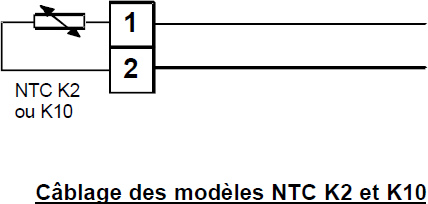 1
2
NTC K2
ou K10
Câblage des modèles NTC K2 et K10